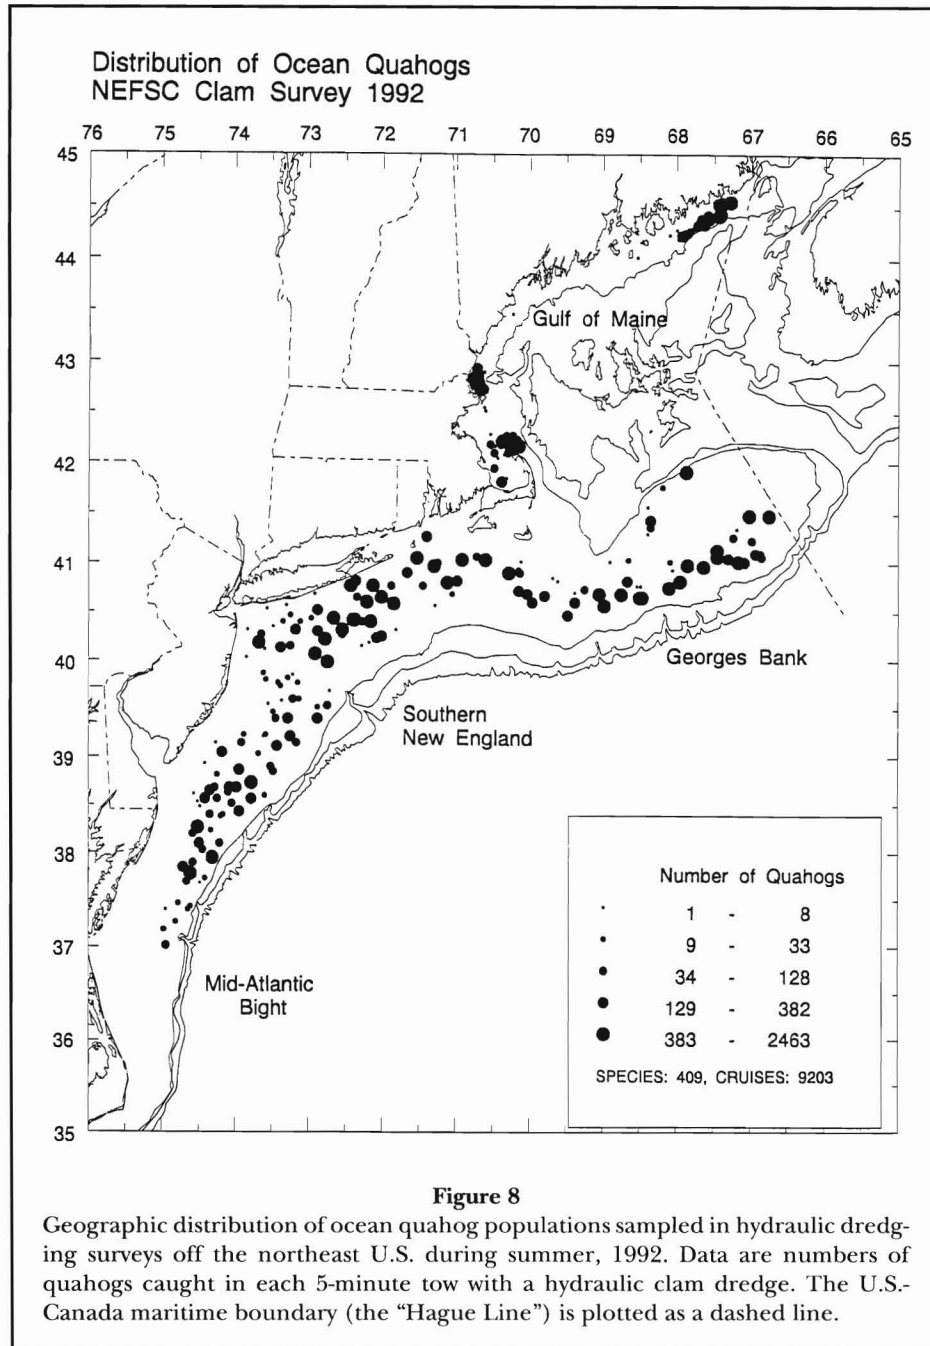 Distribution of Ocean Quahogs
NEFSC Clam Survey 1992
76 75 74 73 72 71 70 69 68 67 66 65
45
44
Gulf of Maine
43
42
41
40
Georges Bank
Southern
New England
39
38
37
Mid-Atlantic
Bight
36
35
Number of Quahogs
1 - 8
9 - 33
34 - 128
129 - 382
383 - 2463
SPECIES: 409, CRUISES: 9203
Figure 8
Geographic distribution of ocean quahog populations sampled in hydraulic dredg-
ing surveys off the northeast U.S. during summer, 1992. Data are numbers of
quahogs caught in each 5-minute tow with a hydraulic clam dredge. The U.S.-
Canada maritime boundary (the “Hague Line”) is plotted as a dashed line.